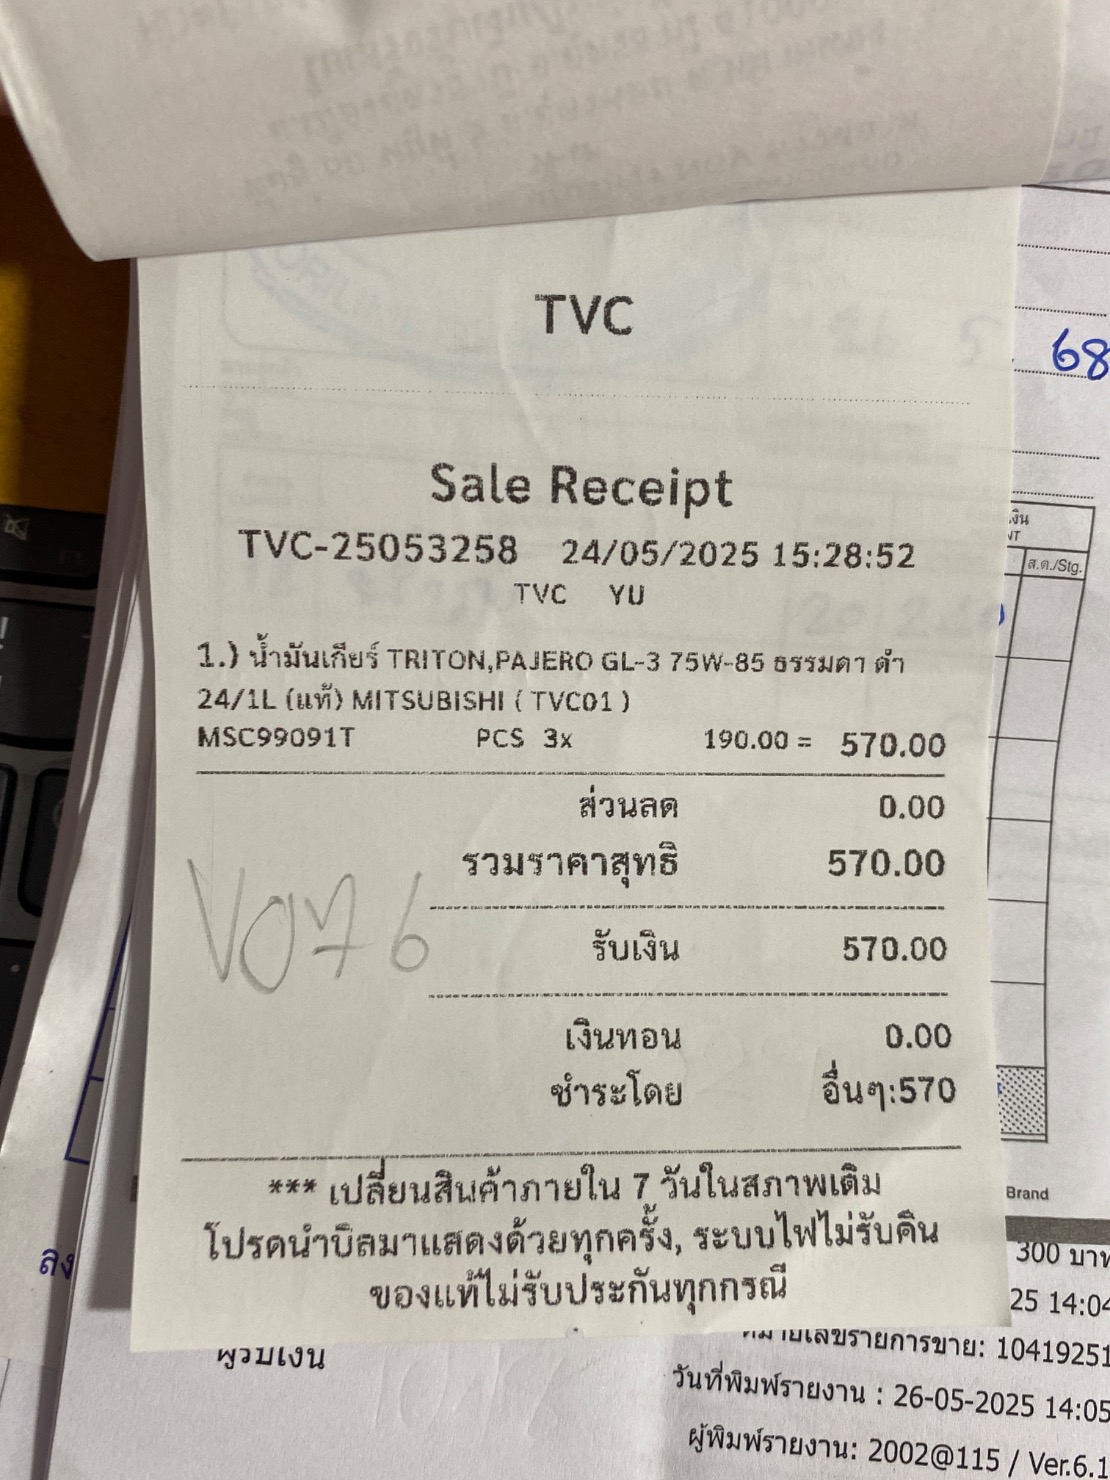 TVC
Sale Receipt
TVC-25053258 24/05/2025 15:28:52
TVC YU
1.) น้ำมันเกียร์ TRITON,PAJERO GL-3 75W-85 ธรรมดา ดำ
24/1L (แท้) MITSUBISHI ( TVC01 )
MSC99091T PCS 3x 190.00 = 570.00
ส่วนลด 0.00
รวมราคาสุทธิ 570.00
V076
รับเงิน 570.00
เงินทอน 0.00
ชำระโดย อื่นๆ:570
*** เปลี่ยนสินค้าภายใน 7 วันในสภาพเดิม
โปรดนำบิลมาแสดงด้วยทุกครั้ง, ระบบไฟไม่รับคืน
ของแท้ไม่รับประกันทุกกรณี
68
ส.ต./Stg.
Brand
300 บาท
25 14:04
หมายเลขรายการขาย: 10419251
วันที่พิมพ์รายงาน : 26-05-2025 14:05
ผู้พิมพ์รายงาน: 2002@115 / Ver.6.1
ลง
ผู้รับเงิน